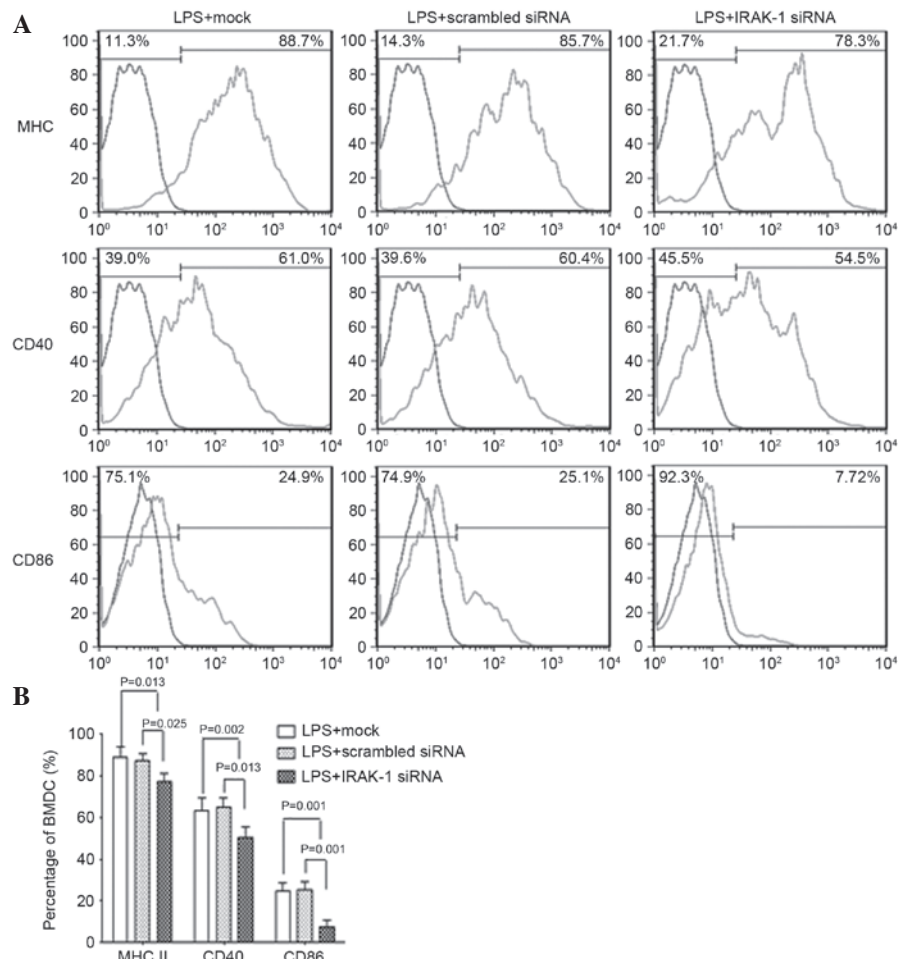 A
LPS+mock LPS+scrambled siRNA LPS+IRAK-1 siRNA
MHC
11.3% 88.7% 14.3% 85.7% 21.7% 78.3%
100 100 100
80 80 80
60 60 60
40 40 40
20 20 20
0 0 0
10⁰ 10¹ 10² 10³ 10⁴ 10⁰ 10¹ 10² 10³ 10⁴ 10⁰ 10¹ 10² 10³ 10⁴
CD40
39.0% 61.0% 39.6% 60.4% 45.5% 54.5%
100 100 100
80 80 80
60 60 60
40 40 40
20 20 20
0 0 0
10⁰ 10¹ 10² 10³ 10⁴ 10⁰ 10¹ 10² 10³ 10⁴ 10⁰ 10¹ 10² 10³ 10⁴
CD86
75.1% 24.9% 74.9% 25.1% 92.3% 7.72%
100 100 100
80 80 80
60 60 60
40 40 40
20 20 20
0 0 0
10⁰ 10¹ 10² 10³ 10⁴ 10⁰ 10¹ 10² 10³ 10⁴ 10⁰ 10¹ 10² 10³ 10⁴
B
Percentage of BMDC (%)
100
80
60
40
20
0
P=0.013
P=0.025
P=0.002
P=0.013
P=0.001
P=0.001
LPS+mock
LPS+scrambled siRNA
LPS+IRAK-1 siRNA
MHC II CD40 CD86